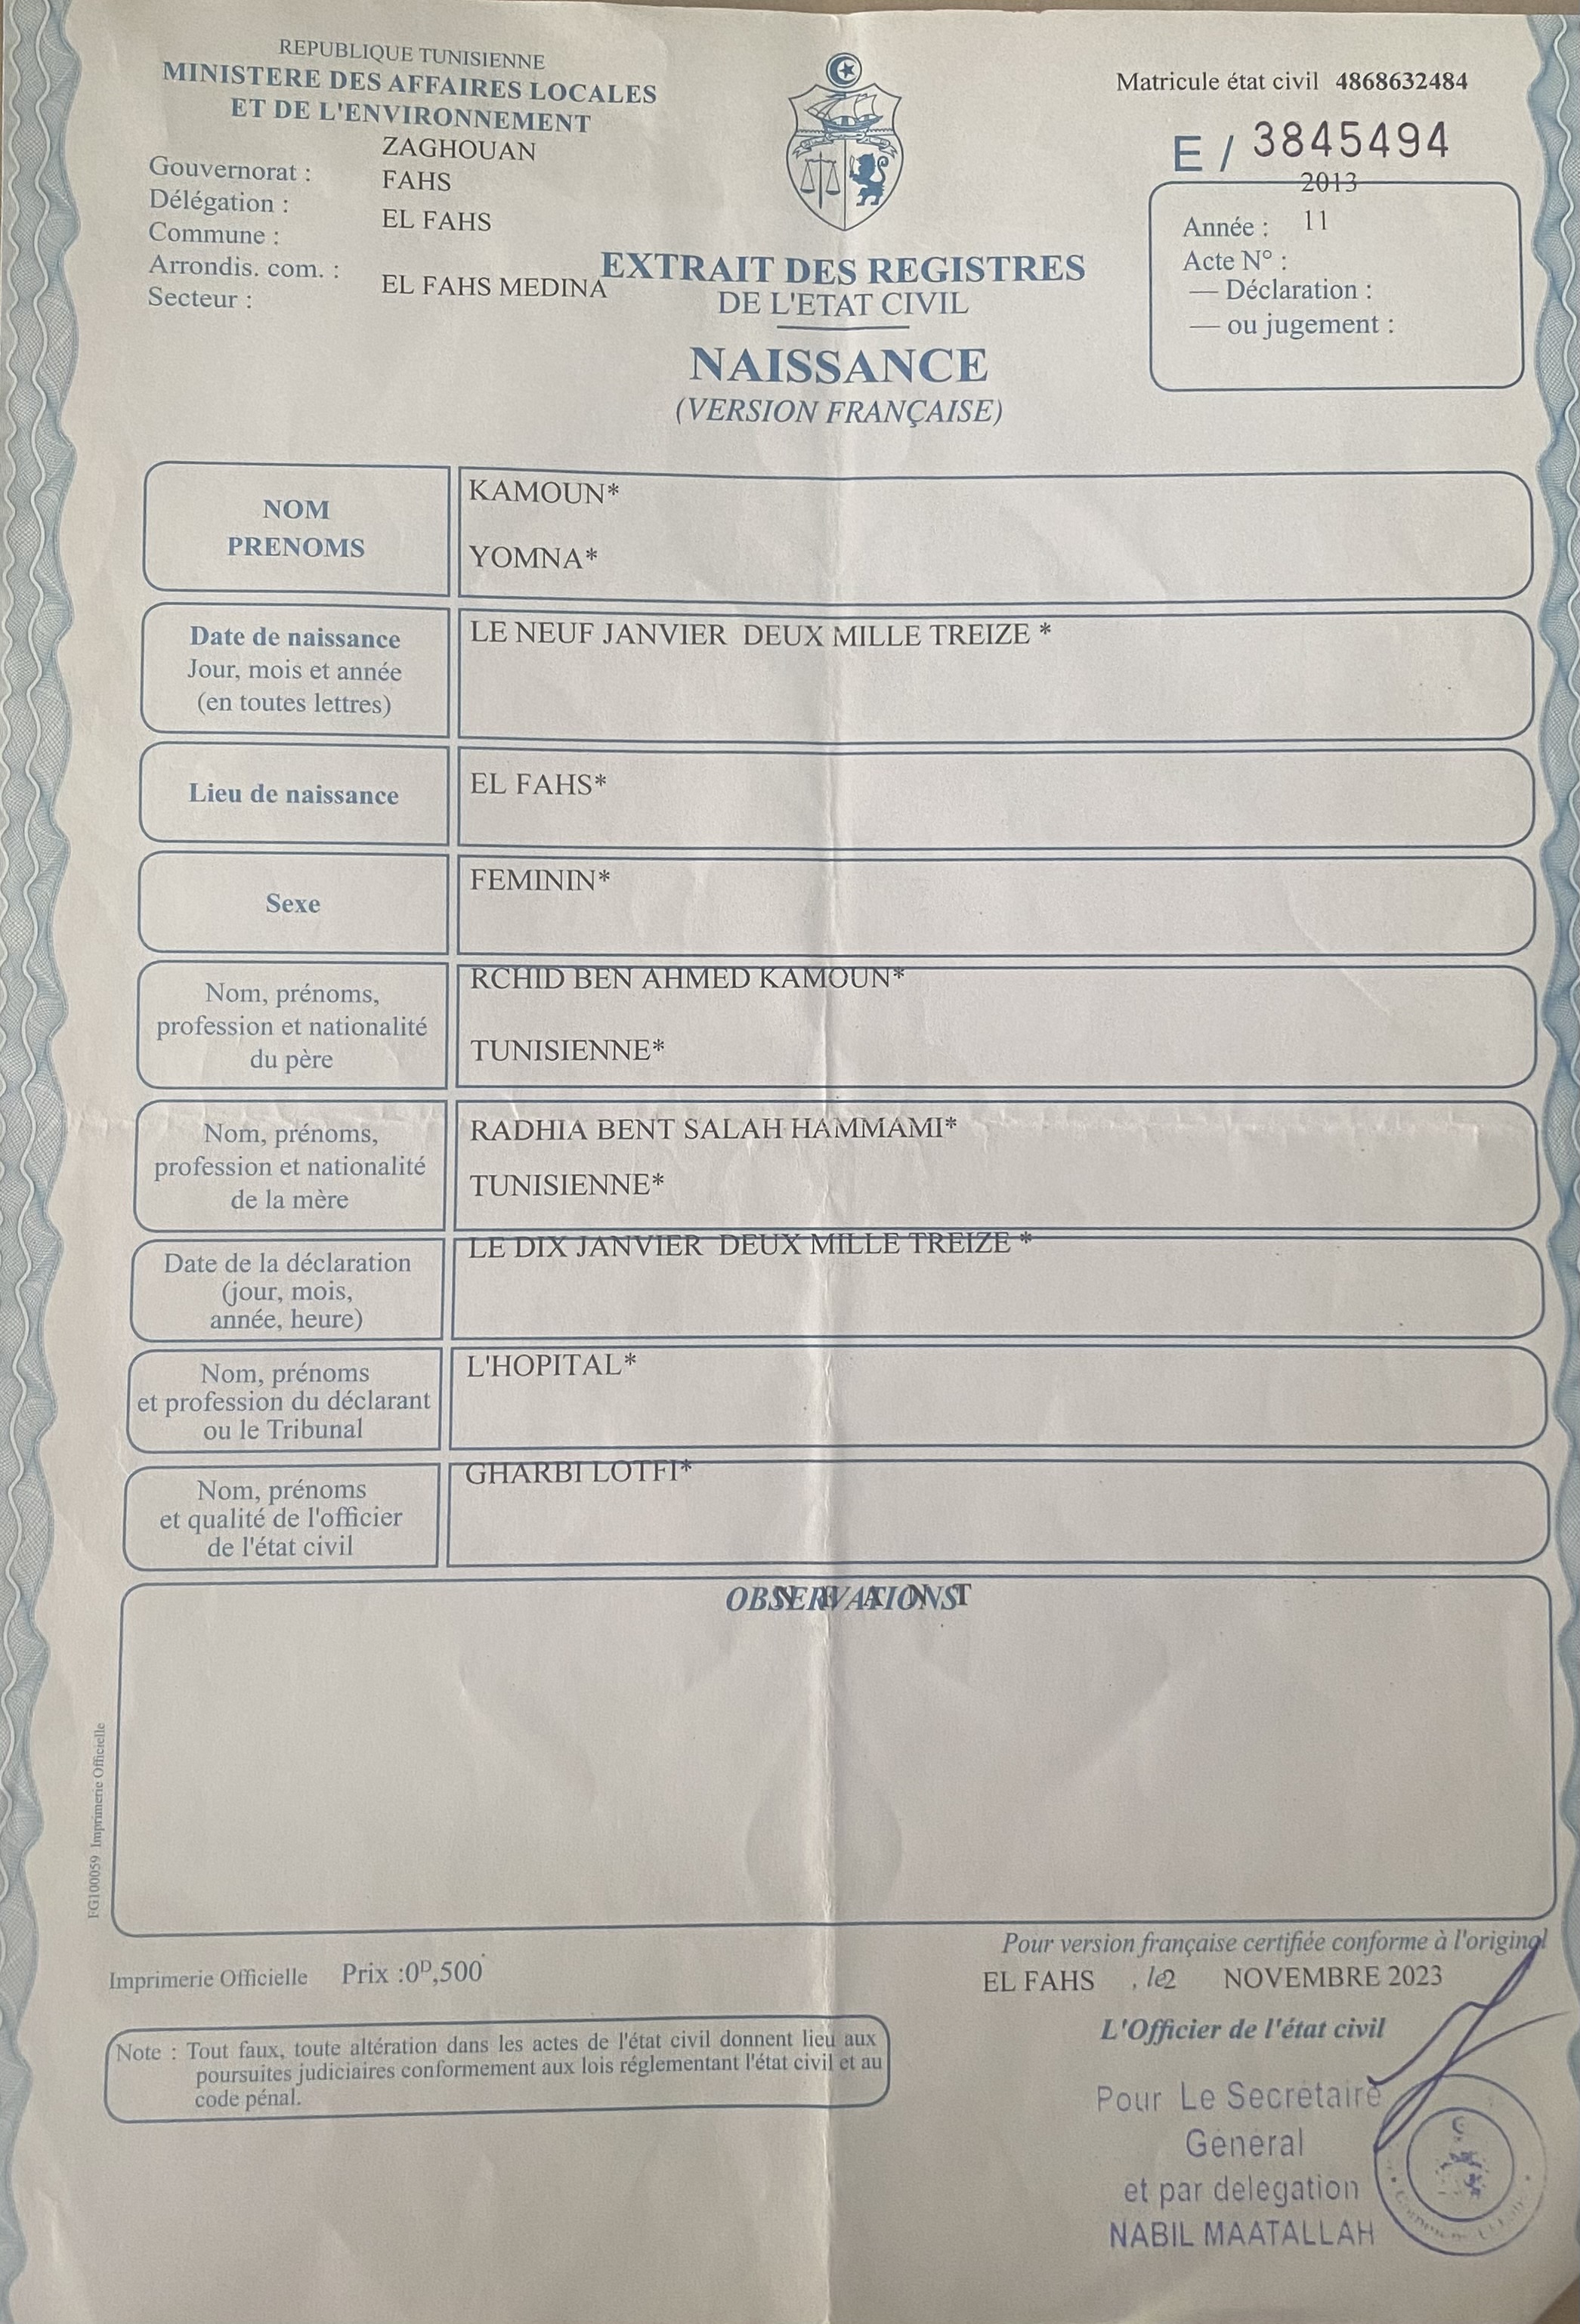 REPUBLIQUE TUNISIENNE
MINISTERE DES AFFAIRES LOCALES
ET DE L'ENVIRONNEMENT
Gouvernorat : ZAGHOUAN
Délégation : FAHS
Commune : EL FAHS
Arrondis. com. :
Secteur : EL FAHS MEDINA
Matricule état civil 4868632484
E / 3845494
2013
Année : 11
Acte N° :
— Déclaration :
— ou jugement :
EXTRAIT DES REGISTRES
DE L'ETAT CIVIL
NAISSANCE
(VERSION FRANÇAISE)
NOM
PRENOMS
KAMOUN*
YOMNA*
Date de naissance
Jour, mois et année
(en toutes lettres)
LE NEUF JANVIER DEUX MILLE TREIZE *
Lieu de naissance
EL FAHS*
Sexe
FEMININ*
Nom, prénoms,
profession et nationalité
du père
RCHID BEN AHMED KAMOUN*
TUNISIENNE*
Nom, prénoms,
profession et nationalité
de la mère
RADHIA BENT SALAH HAMMAMI*
TUNISIENNE*
Date de la déclaration
(jour, mois,
année, heure)
LE DIX JANVIER DEUX MILLE TREIZE *
Nom, prénoms
et profession du déclarant
ou le Tribunal
L'HOPITAL*
Nom, prénoms
et qualité de l'officier
de l'état civil
GHARBI LOTFI*
OBSERVATIONS
N E A N T
FG100059 Imprimerie Officielle
Imprimerie Officielle Prix :0ᴰ,500
Pour version française certifiée conforme à l'original
EL FAHS , le 2 NOVEMBRE 2023
L'Officier de l'état civil
Note : Tout faux, toute altération dans les actes de l'état civil donnent lieu aux
poursuites judiciaires conformement aux lois réglementant l'état civil et au
code pénal.
Pour Le Secrétaire
Général
et par delegation
NABIL MAATALLAH